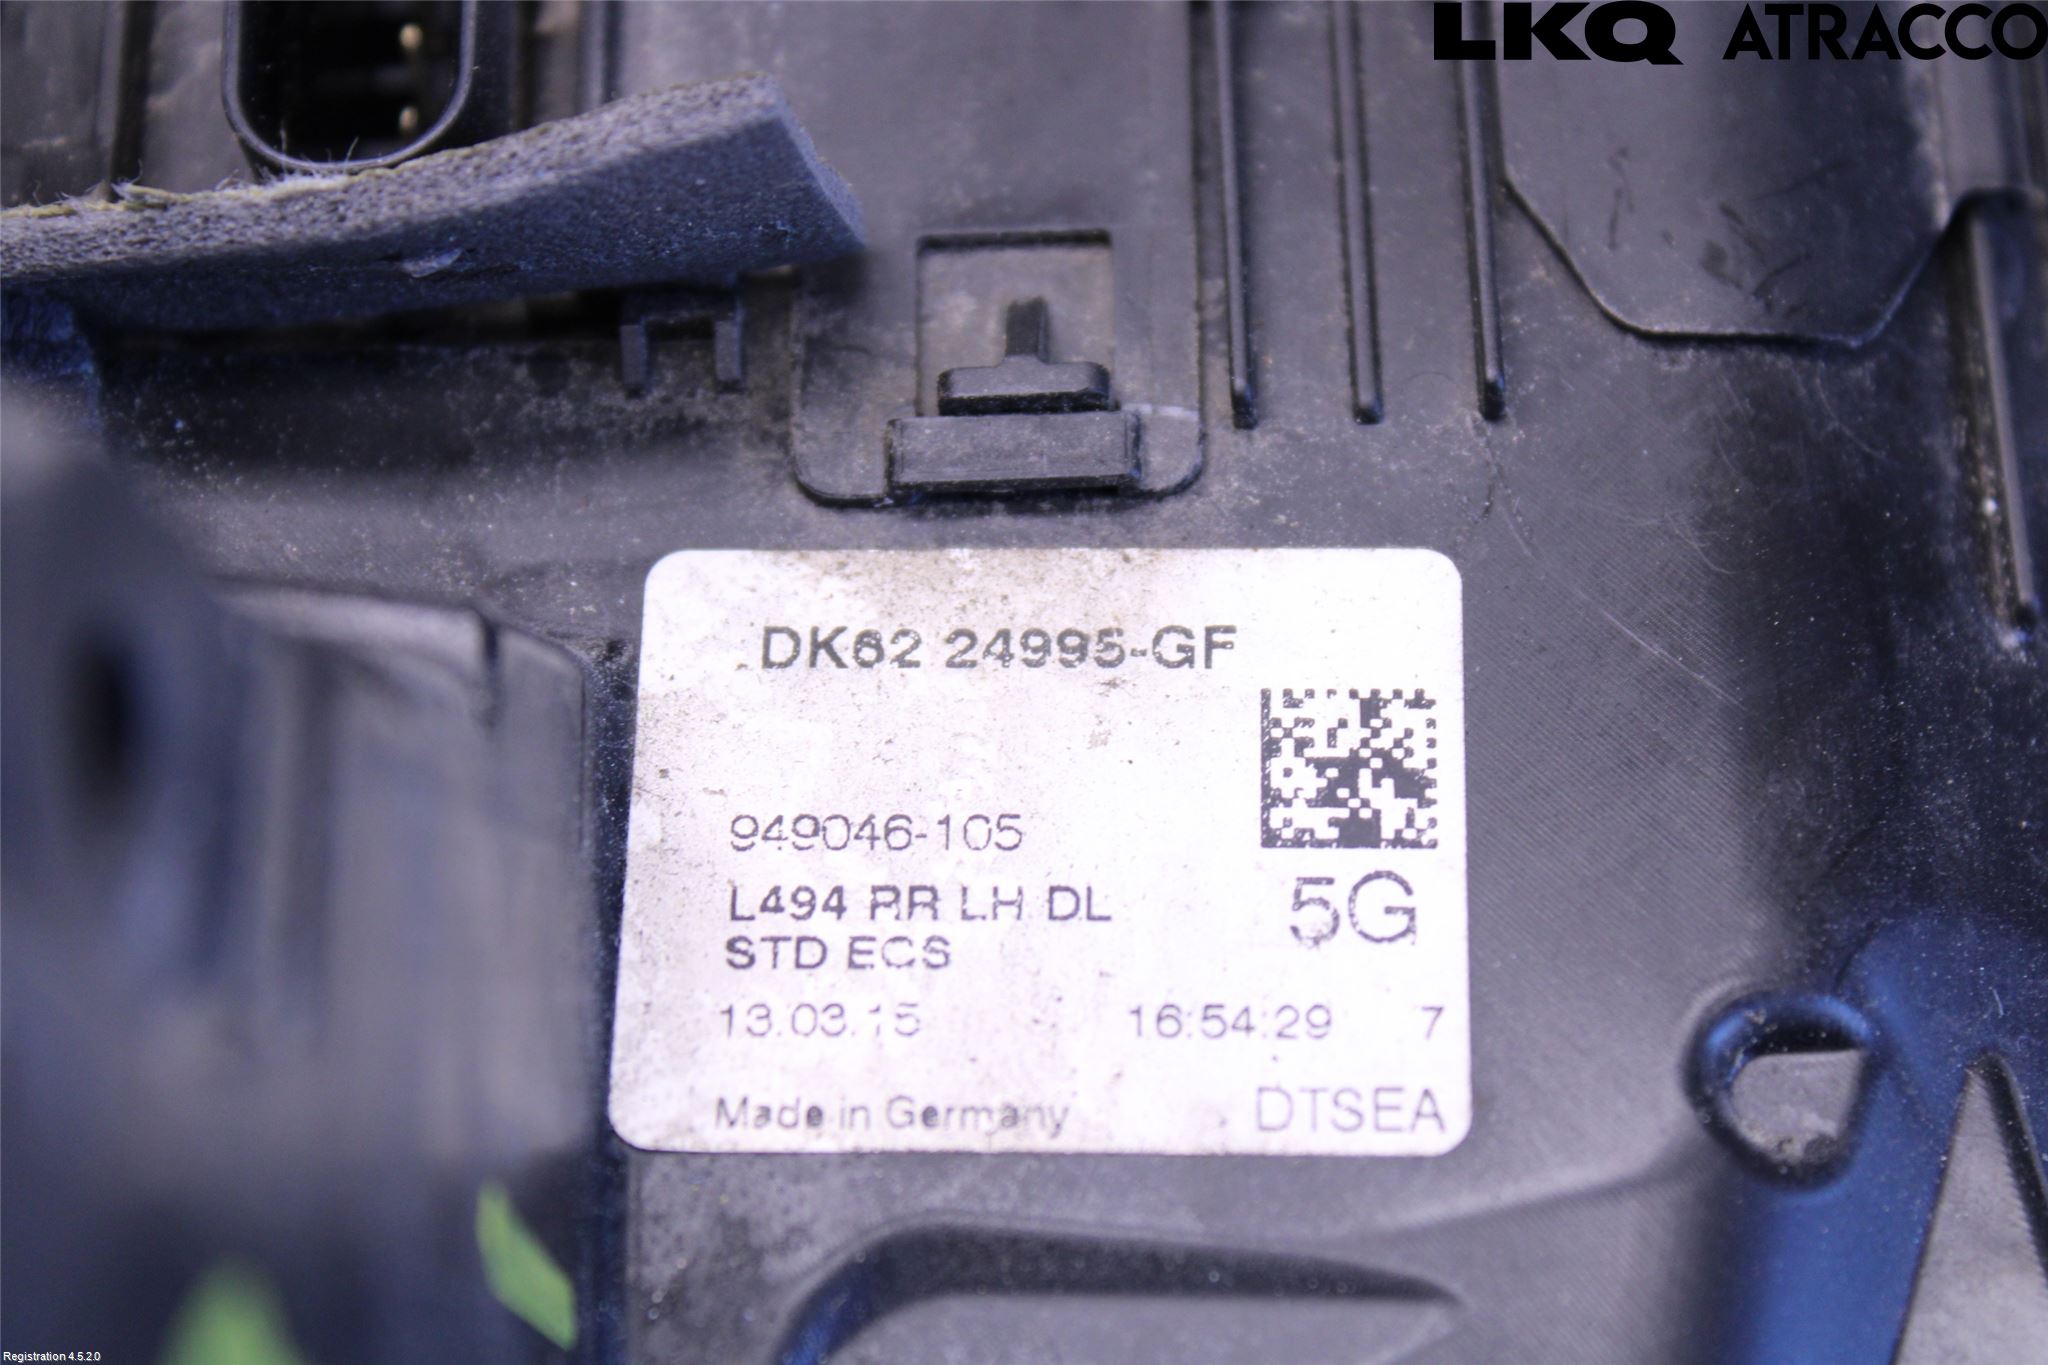 LKQ ATRACCO
DK62 24995-GF
949046-105
L494 RR LH DL
5G
STD ECS
13.03.15 16:54:29 7
Made in Germany DTSEA
Registration 4.5.2.0